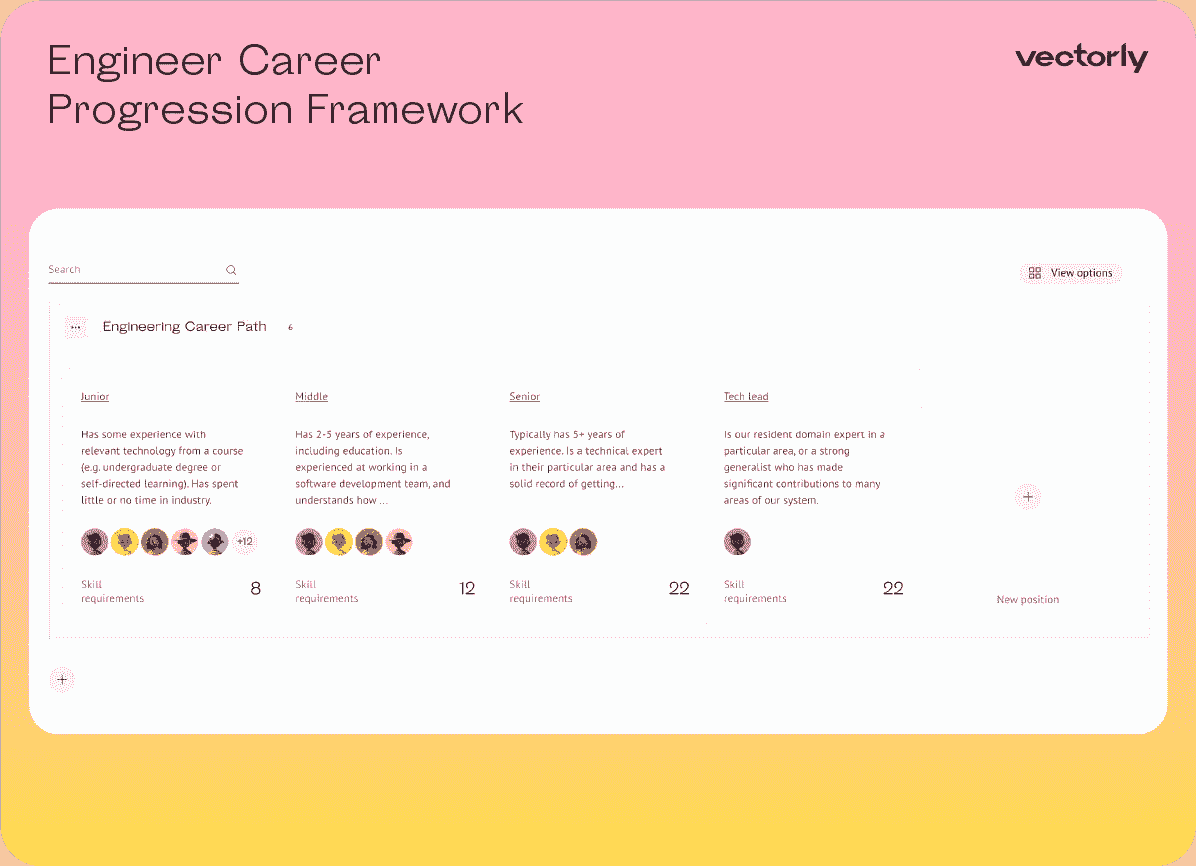 Engineer Career
Progression Framework
vectorly
Search
View options
Engineering Career Path 6
Junior
Has some experience with
relevant technology from a course
(e.g. undergraduate degree or
self-directed learning). Has spent
little or no time in industry.
+12
Skill
requirements
8
Middle
Has 2-5 years of experience,
including education. Is
experienced at working in a
software development team, and
understands how ...
Skill
requirements
12
Senior
Typically has 5+ years of
experience. Is a technical expert
in their particular area and has a
solid record of getting...
Skill
requirements
22
Tech lead
Is our resident domain expert in a
particular area, or a strong
generalist who has made
significant contributions to many
areas of our system.
Skill
requirements
22
New position